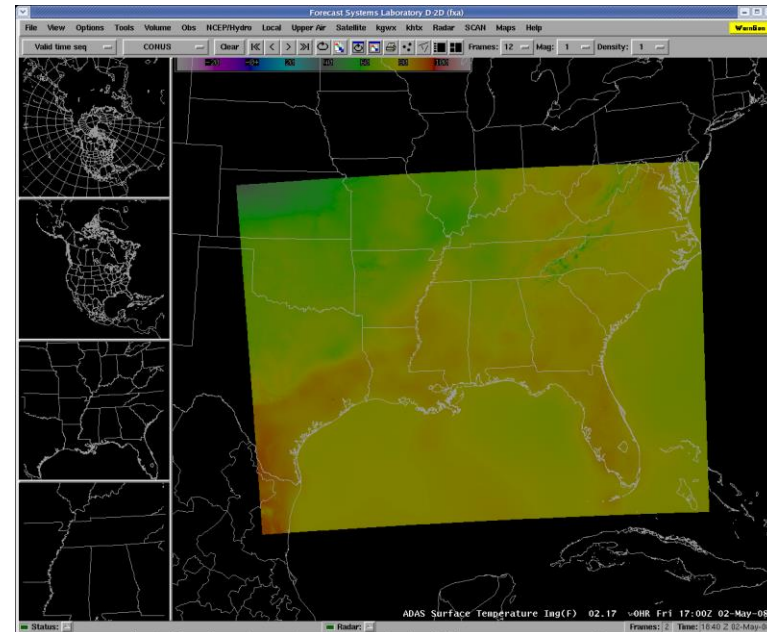 Forecast Systems Laboratory D-2D (fxa)
File View Options Tools Volume Obs NCEP/Hydro Local Upper Air Satellite kgwx khtx Radar SCAN Maps Help WarnGen
Valid time seq CONUS Clear Frames: 12 Mag: 1 Density: 1
ADAS Surface Temperature Img(F) 02.17 0HR Fri 17:00Z 02-May-08
Status: Radar: Frames: 2 Time: 16:40 Z 02-May-0